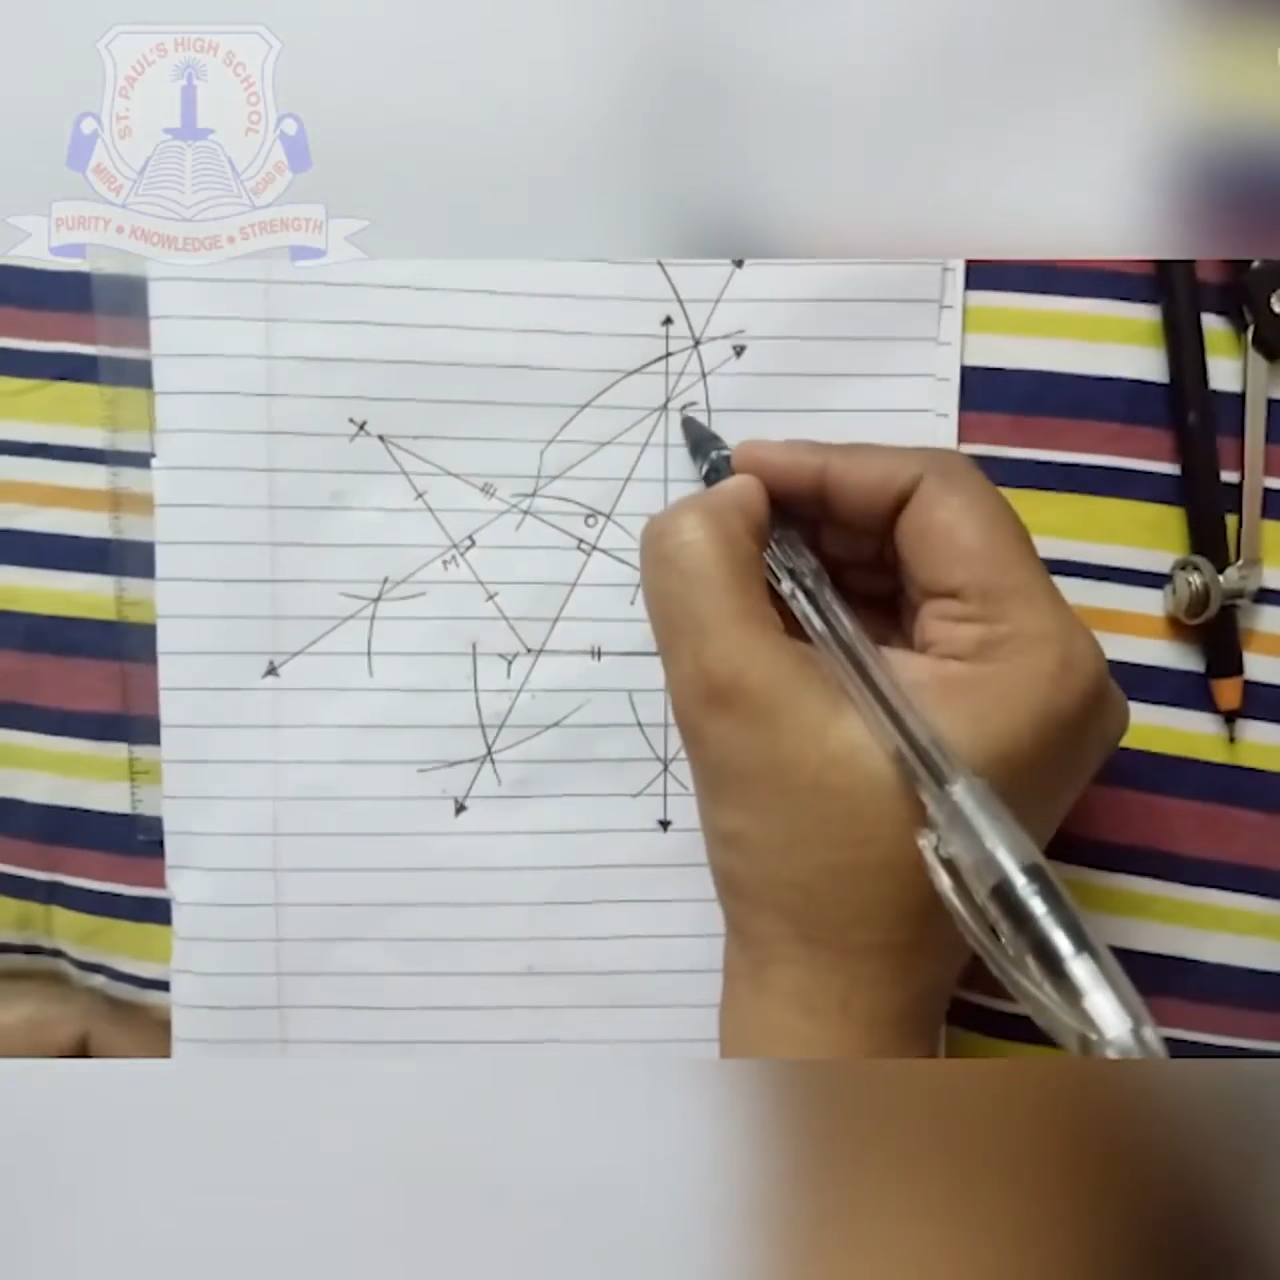 ST. PAUL'S HIGH SCHOOL
MIRA ROAD (E)
PURITY • KNOWLEDGE • STRENGTH
X
O
M
Y